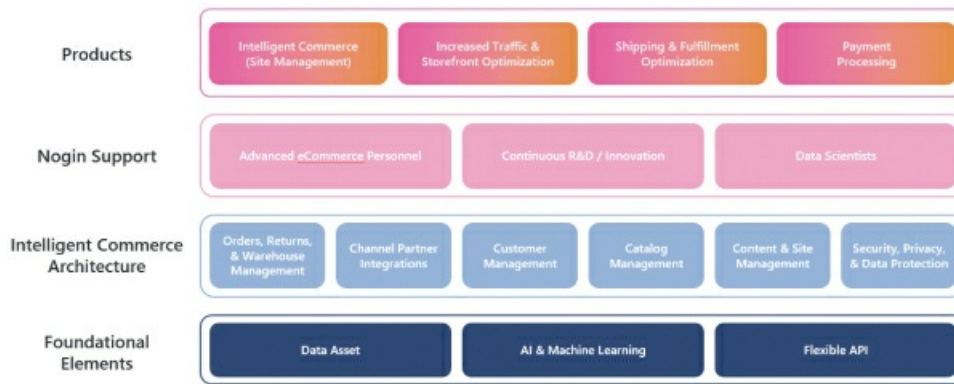 Products
Intelligent Commerce
(Site Management)
Increased Traffic &
Storefront Optimization
Shipping & Fulfillment
Optimization
Payment
Processing
Nogin Support
Advanced eCommerce Personnel
Continuous R&D / Innovation
Data Scientists
Intelligent Commerce
Architecture
Orders, Returns,
& Warehouse
Management
Channel Partner
Integrations
Customer
Management
Catalog
Management
Content & Site
Management
Security, Privacy,
& Data Protection
Foundational
Elements
Data Asset
AI & Machine Learning
Flexible API